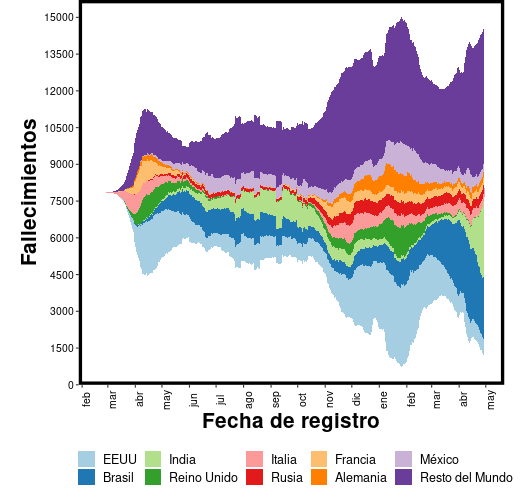 Fallecimientos
15000
13500
12000
10500
9000
7500
6000
4500
3000
1500
0
feb mar abr may jun jul ago sep oct nov dic ene feb mar abr may
Fecha de registro
EEUU India Italia Francia México
Brasil Reino Unido Rusia Alemania Resto del Mundo